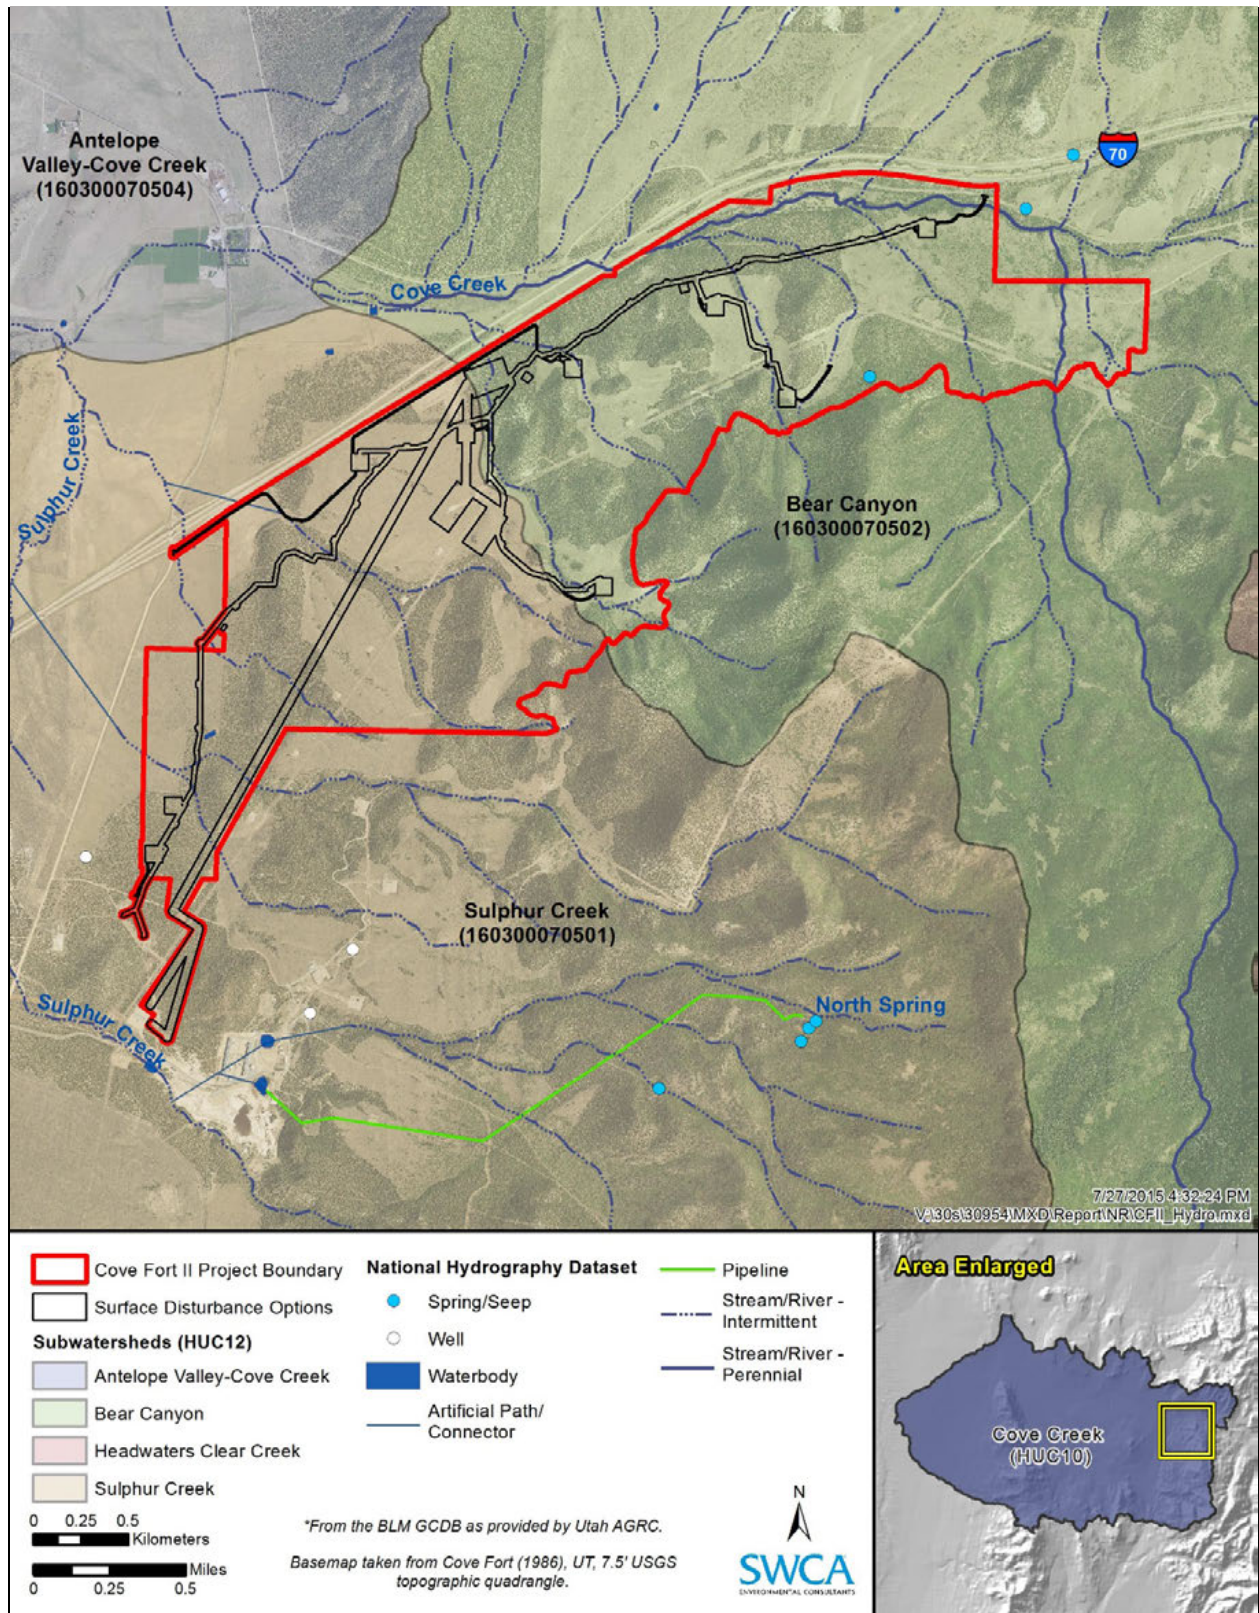 Antelope
Valley-Cove Creek
(160300070504)
70
Cove Creek
Sulphur Creek
Bear Canyon
(160300070502)
Sulphur Creek
(160300070501)
North Spring
Sulphur Creek
7/27/2015 4:32:24 PM
V:\30s\30954\MXD\Report\NR\CFII_Hydro.mxd
Cove Fort II Project Boundary
Surface Disturbance Options
Subwatersheds (HUC12)
Antelope Valley-Cove Creek
Bear Canyon
Headwaters Clear Creek
Sulphur Creek
0 0.25 0.5
Kilometers
Miles
0 0.25 0.5
National Hydrography Dataset
Spring/Seep
Well
Waterbody
Artificial Path/
Connector
Pipeline
Stream/River -
Intermittent
Stream/River -
Perennial
*From the BLM GCDB as provided by Utah AGRC.
Basemap taken from Cove Fort (1986), UT, 7.5' USGS
topographic quadrangle.
N
SWCA
ENVIRONMENTAL CONSULTANTS
Area Enlarged
Cove Creek
(HUC10)